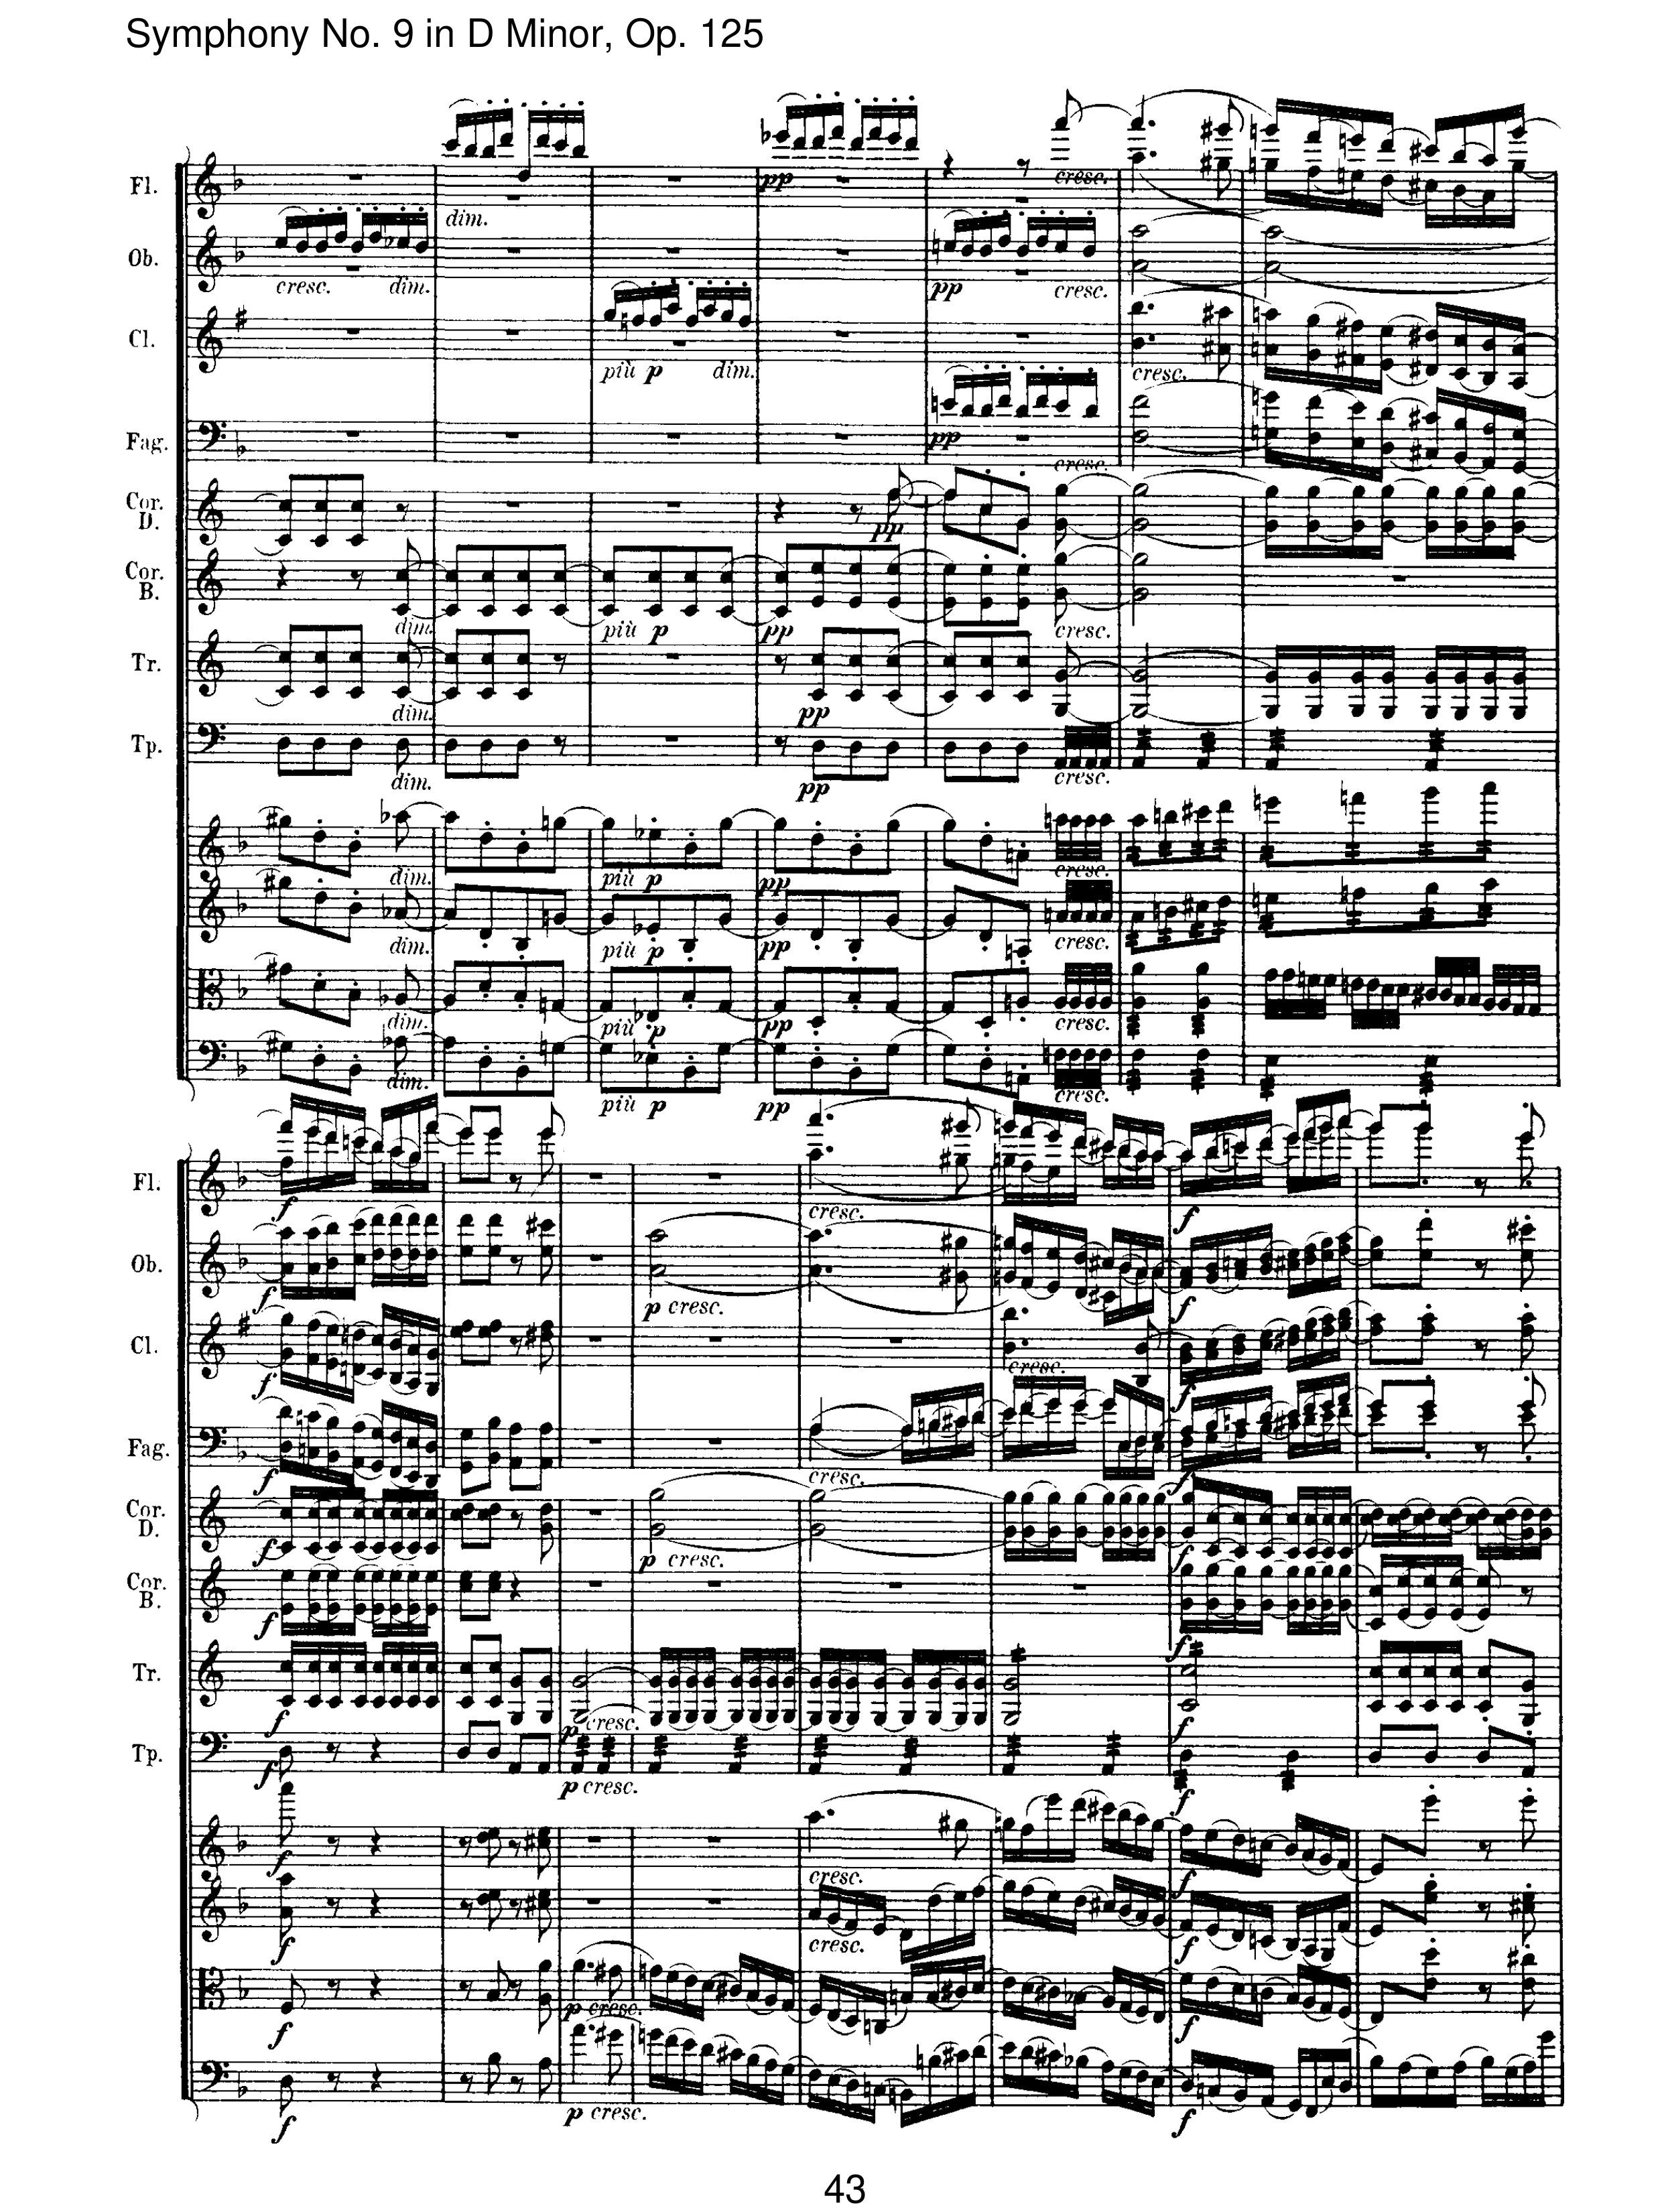 Symphony No. 9 in D Minor, Op. 125
Fl.
pp
cresc.
dim.
Ob.
cresc. dim.
pp cresc.
Cl.
più p dim.
cresc.
Fag.
pp
cresc.
Cor.
D.
pp
Cor.
B.
dim. più p pp cresc.
Tr.
dim. pp
Tp.
dim. pp cresc.
dim. più p pp cresc.
dim. più p pp cresc.
dim. più p pp cresc.
dim. più p pp cresc.
Fl.
f cresc. f
Ob.
f p cresc. f
Cl.
f cresc. f
Fag.
f cresc. f
Cor.
D.
f p cresc. f
Cor.
B.
f f
Tr.
f p cresc. f
Tp.
f p cresc. f
f cresc. f
f cresc. f
f p cresc. f
f p cresc. f
43